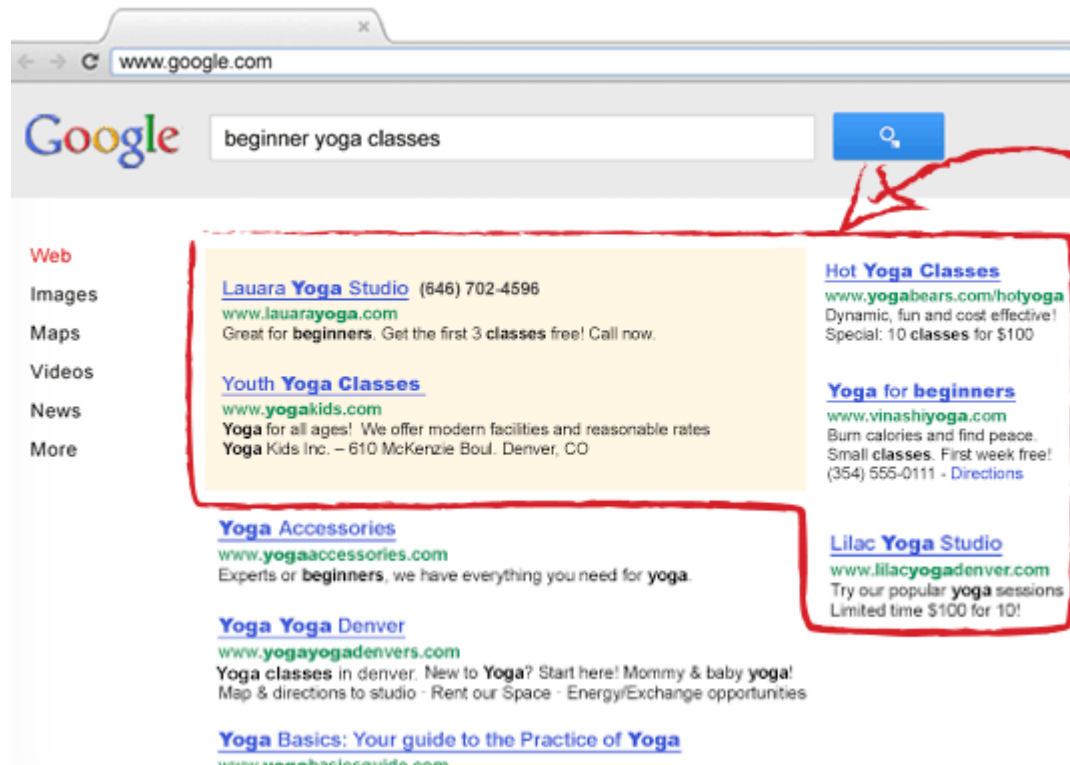 www.google.com
Google
beginner yoga classes
Web
Images
Maps
Videos
News
More
Lauara Yoga Studio (646) 702-4596
www.lauarayoga.com
Great for beginners. Get the first 3 classes free! Call now.
Youth Yoga Classes
www.yogakids.com
Yoga for all ages! We offer modern facilities and reasonable rates
Yoga Kids Inc. – 610 McKenzie Boul. Denver, CO
Hot Yoga Classes
www.yogabears.com/hotyoga
Dynamic, fun and cost effective!
Special: 10 classes for $100
Yoga for beginners
www.vinashiyoga.com
Burn calories and find peace.
Small classes. First week free!
(354) 555-0111 - Directions
Lilac Yoga Studio
www.lilacyogadenver.com
Try our popular yoga sessions
Limited time $100 for 10!
Yoga Accessories
www.yogaaccessories.com
Experts or beginners, we have everything you need for yoga.
Yoga Yoga Denver
www.yogayogadenvers.com
Yoga classes in denver. New to Yoga? Start here! Mommy & baby yoga!
Map & directions to studio - Rent our Space - Energy/Exchange opportunities
Yoga Basics: Your guide to the Practice of Yoga
www.yogabasicsguide.com